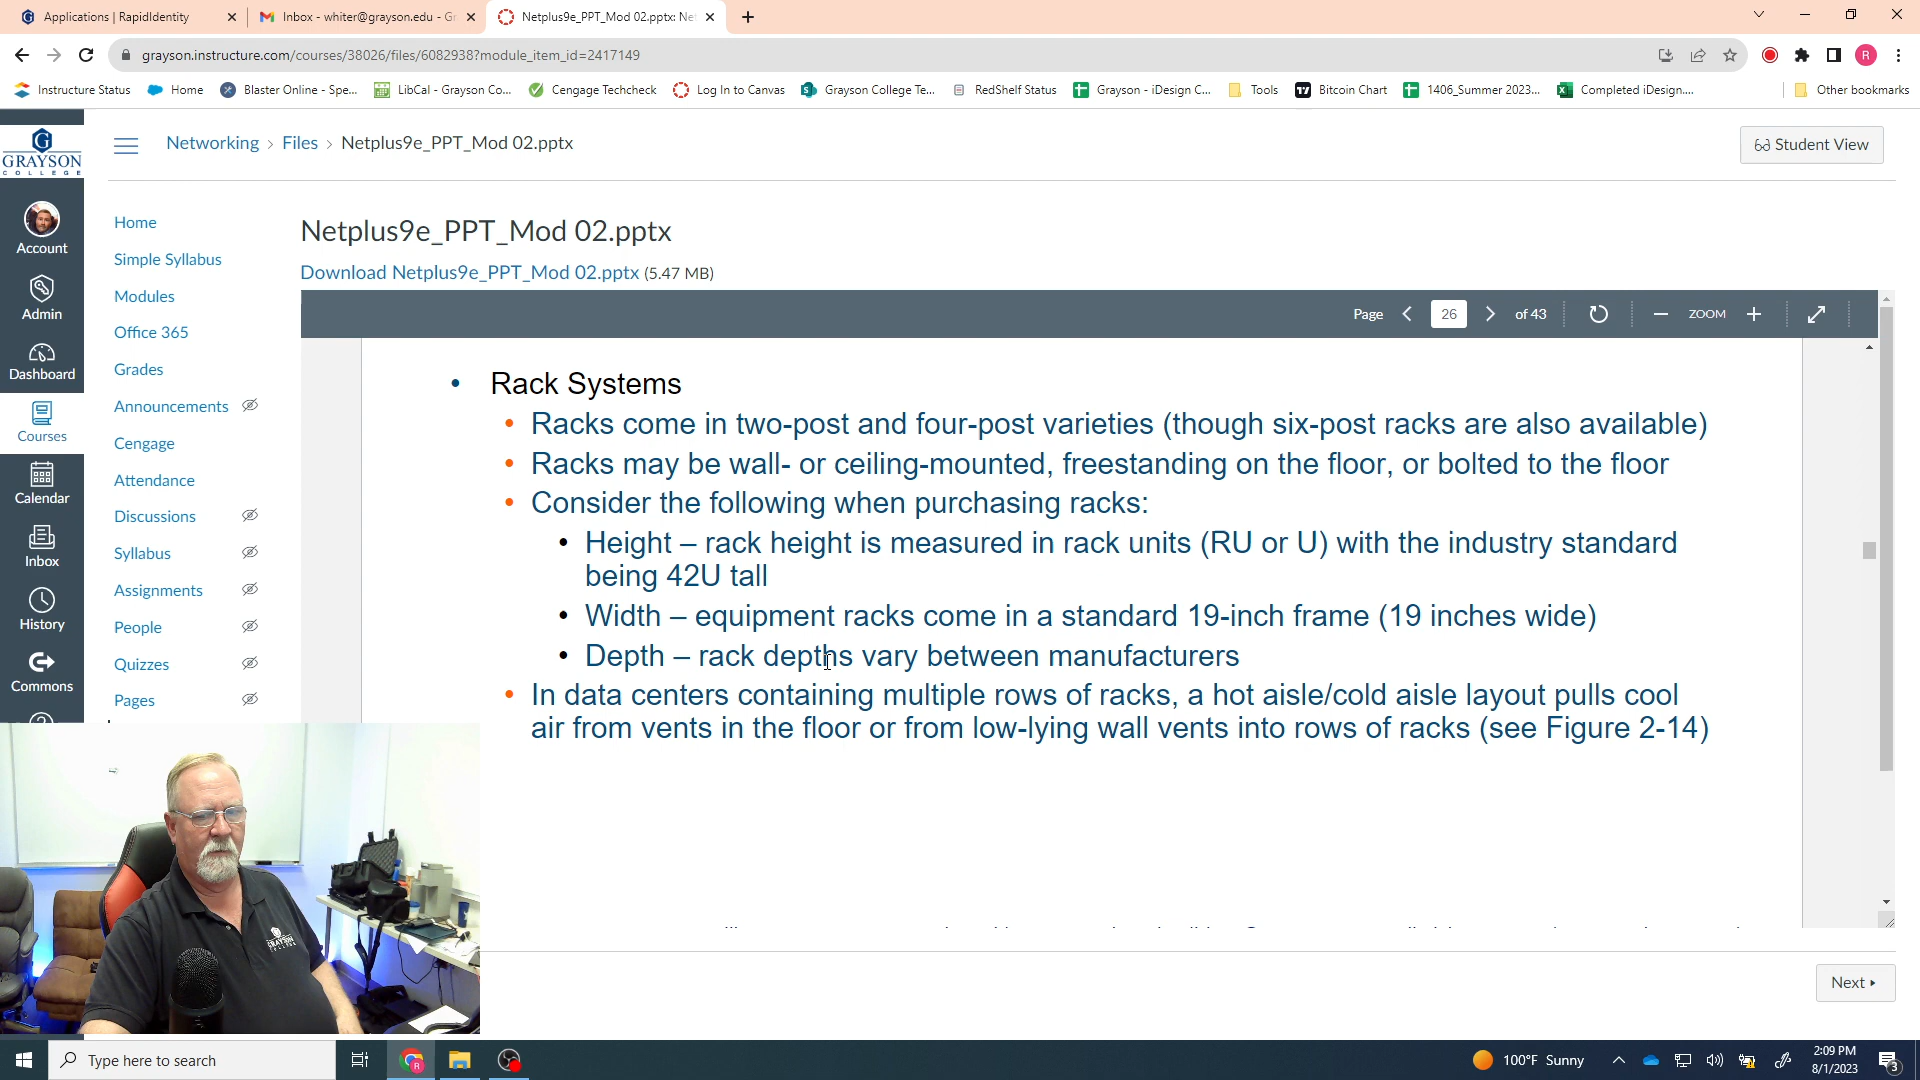 Applications | RapidIdentity
Inbox - whiter@grayson.edu - Gr
Netplus9e_PPT_Mod 02.pptx: Net
grayson.instructure.com/courses/38026/files/6082938?module_item_id=2417149
R
Instructure Status
Home
Blaster Online - Spe...
LibCal - Grayson Co...
Cengage Techcheck
Log In to Canvas
Grayson College Te...
RedShelf Status
Grayson - iDesign C...
Tools
Bitcoin Chart
1406_Summer 2023...
Completed iDesign....
Other bookmarks
GRAYSON
COLLEGE
Networking › Files › Netplus9e_PPT_Mod 02.pptx
Student View
Account
Admin
Dashboard
Courses
Calendar
Inbox
History
Commons
Home
Simple Syllabus
Modules
Office 365
Grades
Announcements
Cengage
Attendance
Discussions
Syllabus
Assignments
People
Quizzes
Pages
Netplus9e_PPT_Mod 02.pptx
Download Netplus9e_PPT_Mod 02.pptx (5.47 MB)
Page 26 of 43
ZOOM
• Rack Systems
• Racks come in two-post and four-post varieties (though six-post racks are also available)
• Racks may be wall- or ceiling-mounted, freestanding on the floor, or bolted to the floor
• Consider the following when purchasing racks:
• Height – rack height is measured in rack units (RU or U) with the industry standard
being 42U tall
• Width – equipment racks come in a standard 19-inch frame (19 inches wide)
• Depth – rack depths vary between manufacturers
• In data centers containing multiple rows of racks, a hot aisle/cold aisle layout pulls cool
air from vents in the floor or from low-lying wall vents into rows of racks (see Figure 2-14)
GRAYSON
COLLEGE
Next
Type here to search
100°F Sunny
2:09 PM
8/1/2023
3